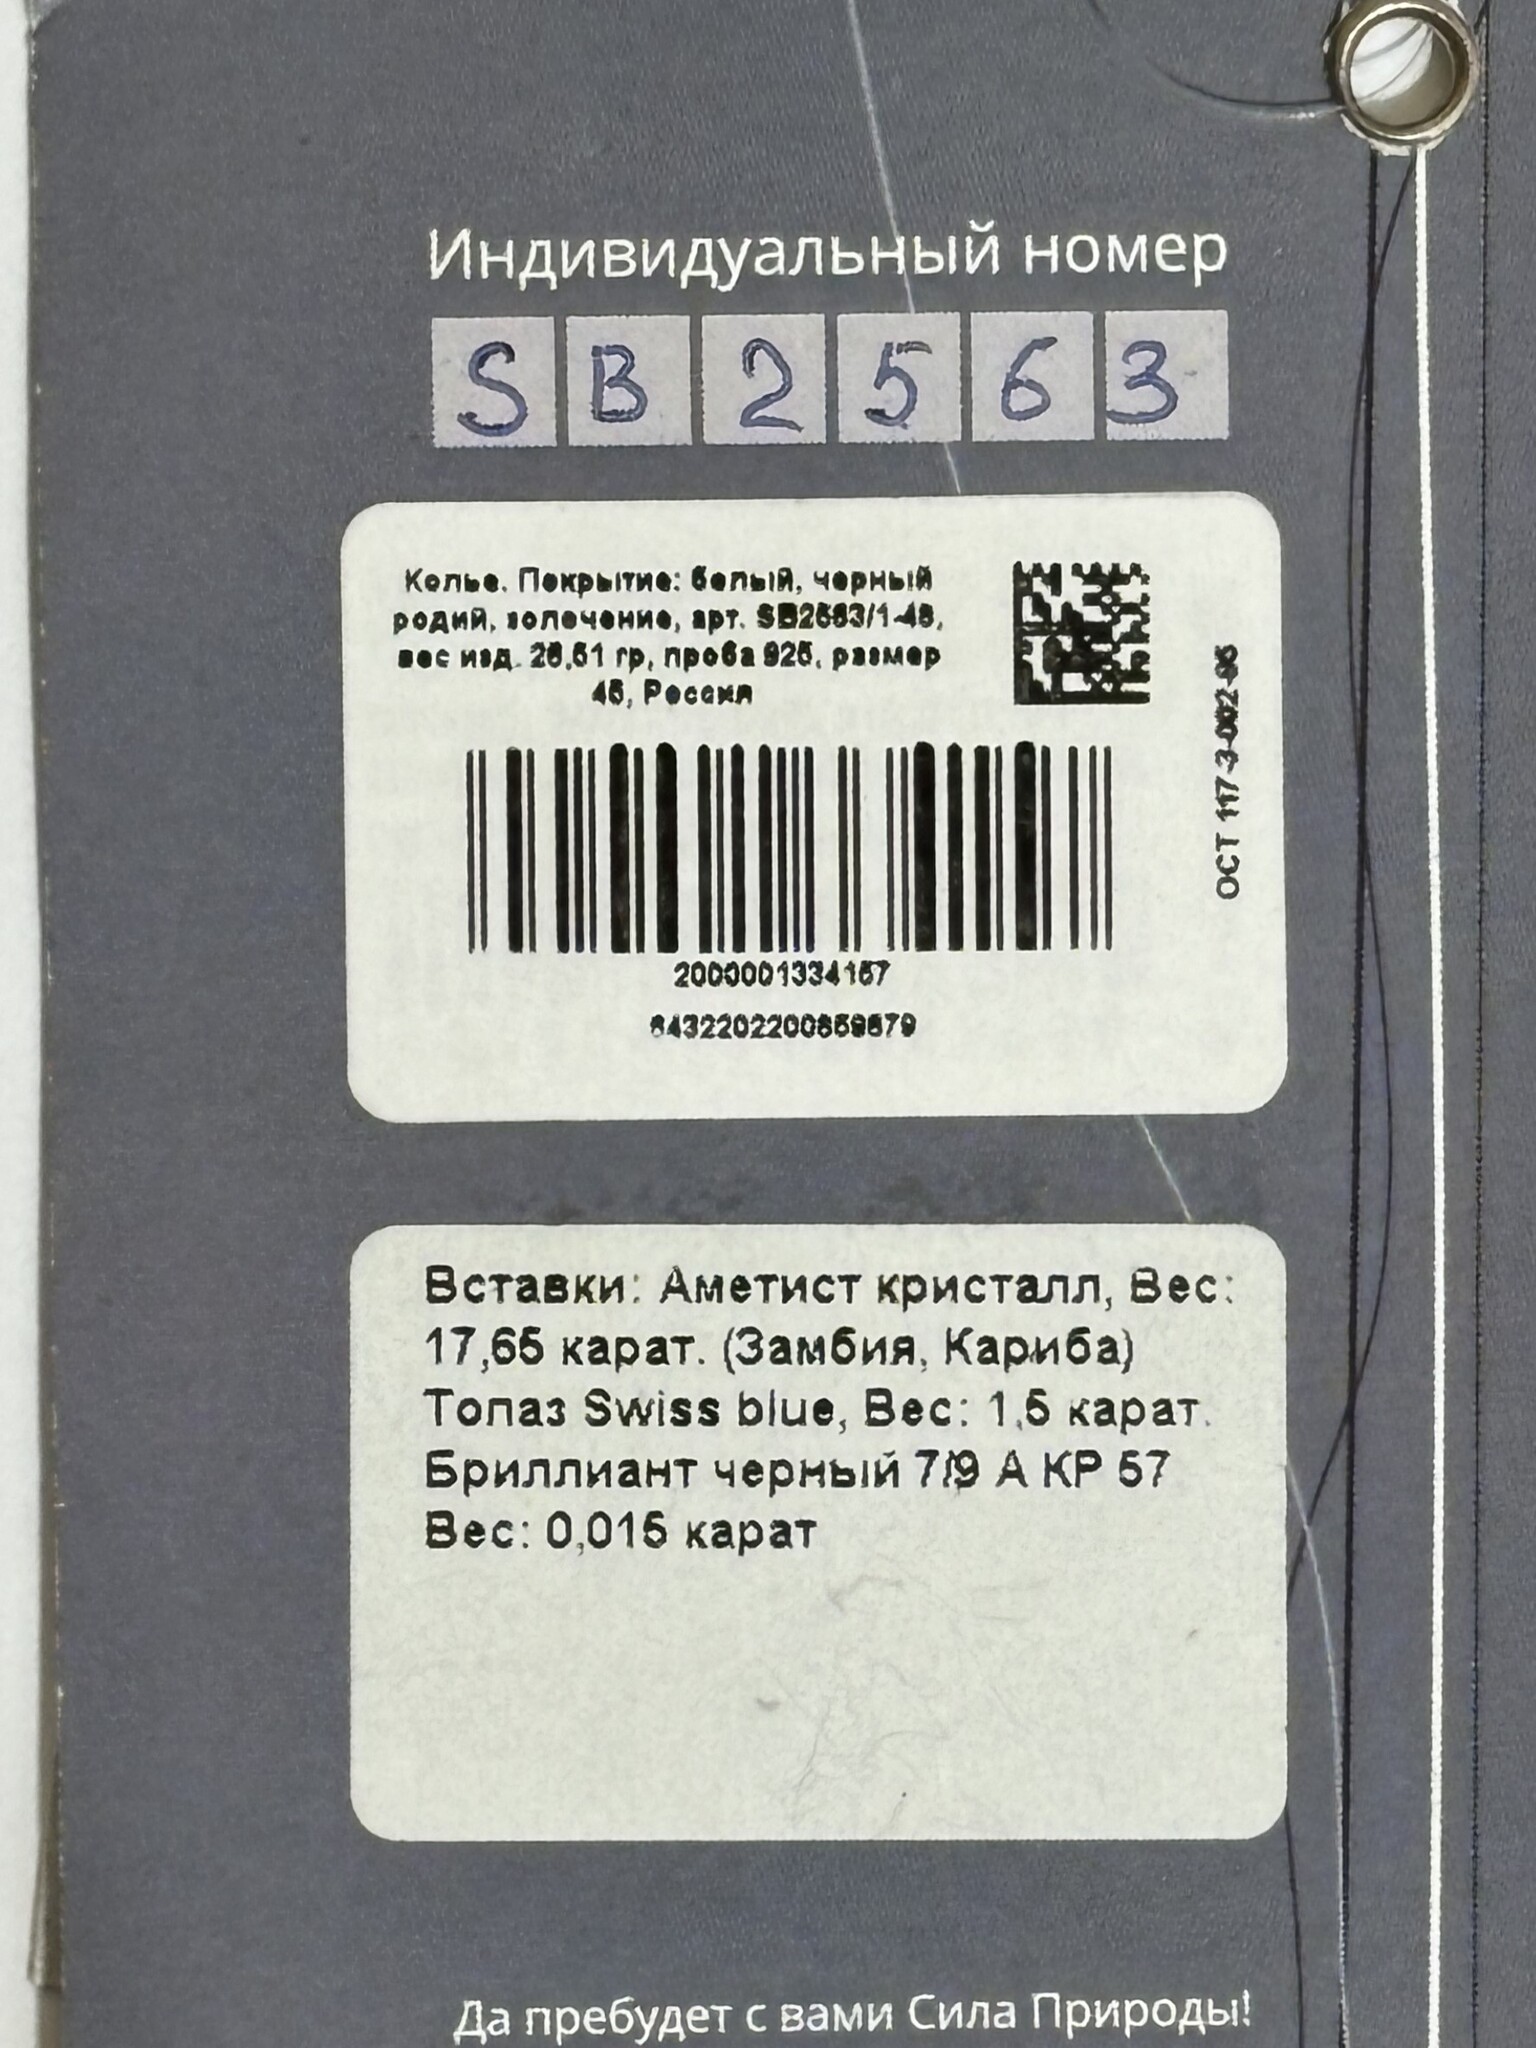 Индивидуальный номер
SB2563
Колье. Покрытие: белый, черный
родий, золочение, арт. SB2563/1-45,
вес изд. 26,51 гр, проба 925, размер
45, Россия
ОСТ 117-3-002-95
2000001334157
Вставки: Аметист кристалл, Вес:
17,65 карат. (Замбия, Кариба)
Топаз Swiss blue, Вес: 1,5 карат.
Бриллиант черный 7/9 А КР 57
Вес: 0,015 карат
Да пребудет с вами Сила Природы!